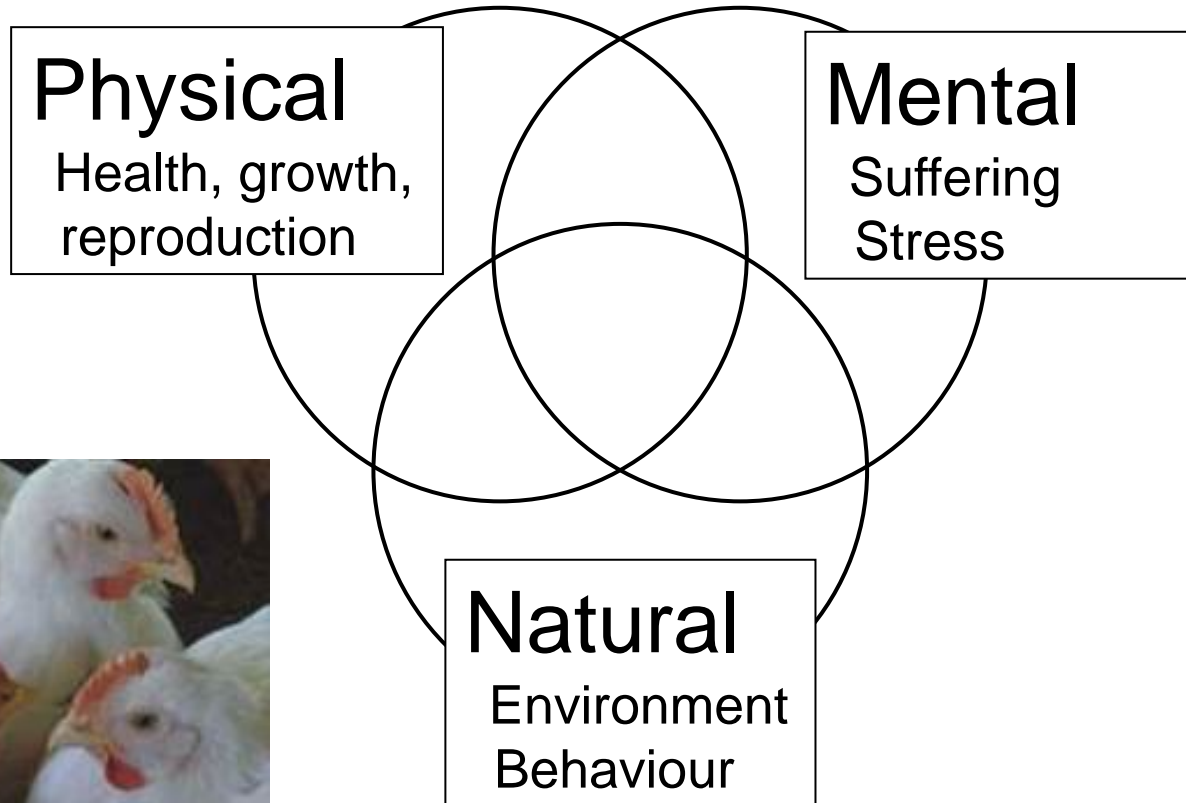 Physical
Health, growth,
reproduction
Mental
Suffering
Stress
Natural
Environment
Behaviour